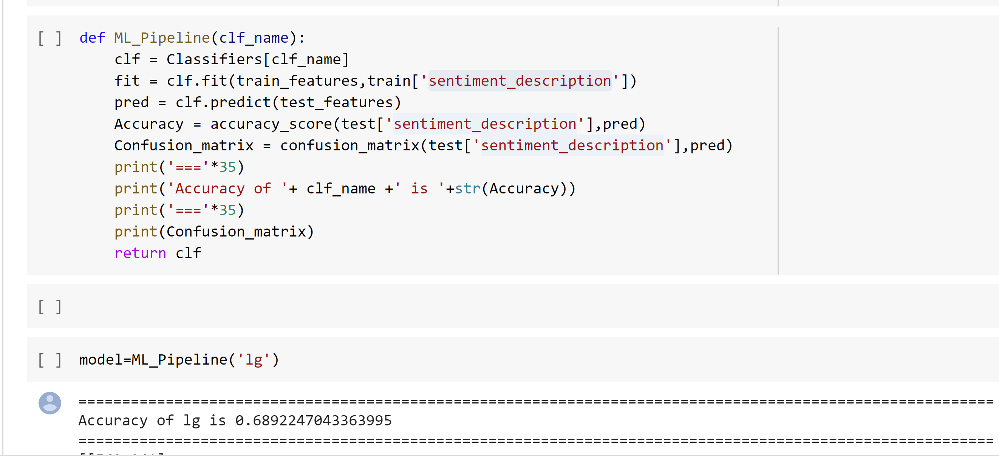 [ ] def ML_Pipeline(clf_name):
clf = Classifiers[clf_name]
fit = clf.fit(train_features,train['sentiment_description'])
pred = clf.predict(test_features)
Accuracy = accuracy_score(test['sentiment_description'],pred)
Confusion_matrix = confusion_matrix(test['sentiment_description'],pred)
print('==='*35)
print('Accuracy of '+ clf_name +' is '+str(Accuracy))
print('==='*35)
print(Confusion_matrix)
return clf
[ ]
[ ] model=ML_Pipeline('lg')
=========================================================================================================
Accuracy of lg is 0.6892247043363995
=========================================================================================================